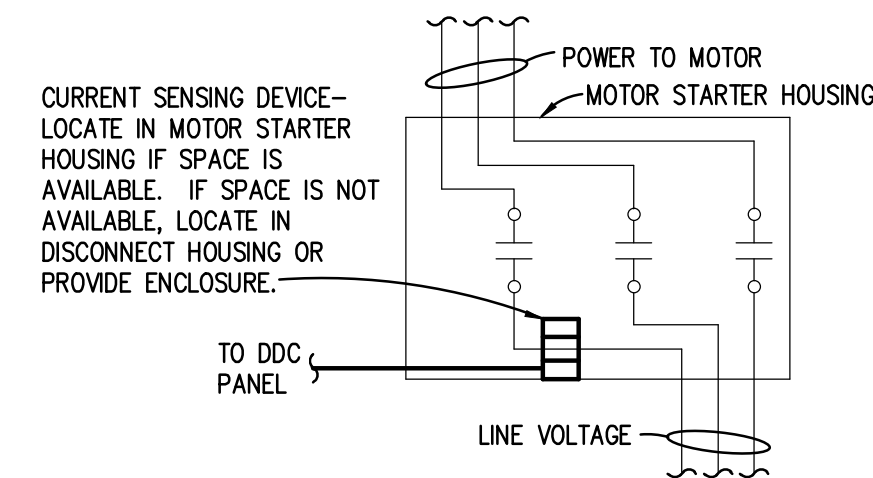 POWER TO MOTOR
MOTOR STARTER HOUSING
CURRENT SENSING DEVICE-
LOCATE IN MOTOR STARTER
HOUSING IF SPACE IS
AVAILABLE. IF SPACE IS NOT
AVAILABLE, LOCATE IN
DISCONNECT HOUSING OR
PROVIDE ENCLOSURE.
TO DDC
PANEL
LINE VOLTAGE